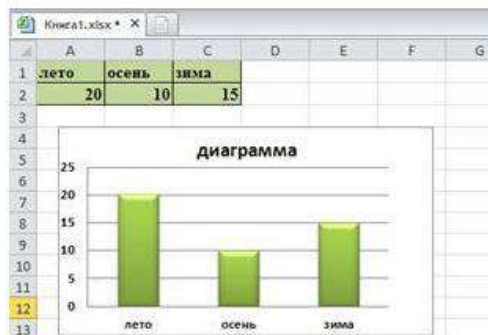 Книга1.xlsx *
A B C D E F G
1 лето осень зима
2 20 10 15
3
4
5
6
7
8
9
10
11
12
13
диаграмма
25
20
15
10
5
0
лето осень зима